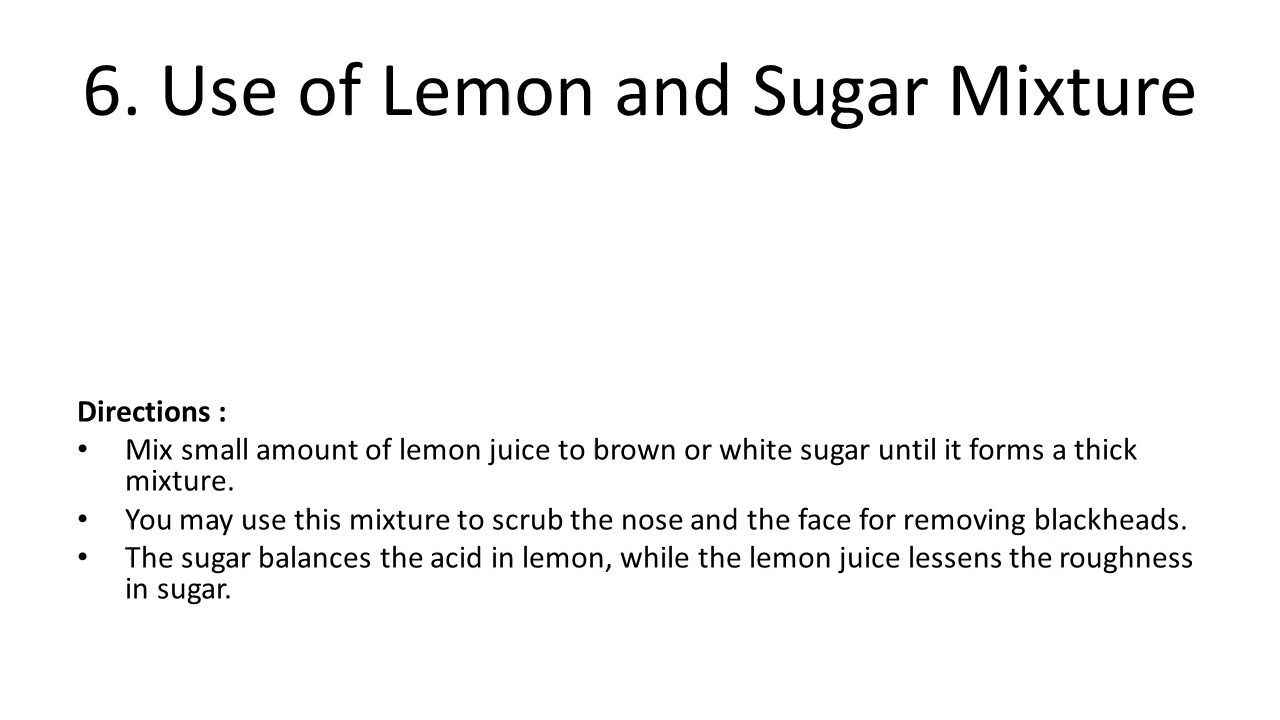 6. Use of Lemon and Sugar Mixture
Directions :
• Mix small amount of lemon juice to brown or white sugar until it forms a thick
mixture.
• You may use this mixture to scrub the nose and the face for removing blackheads.
• The sugar balances the acid in lemon, while the lemon juice lessens the roughness
in sugar.